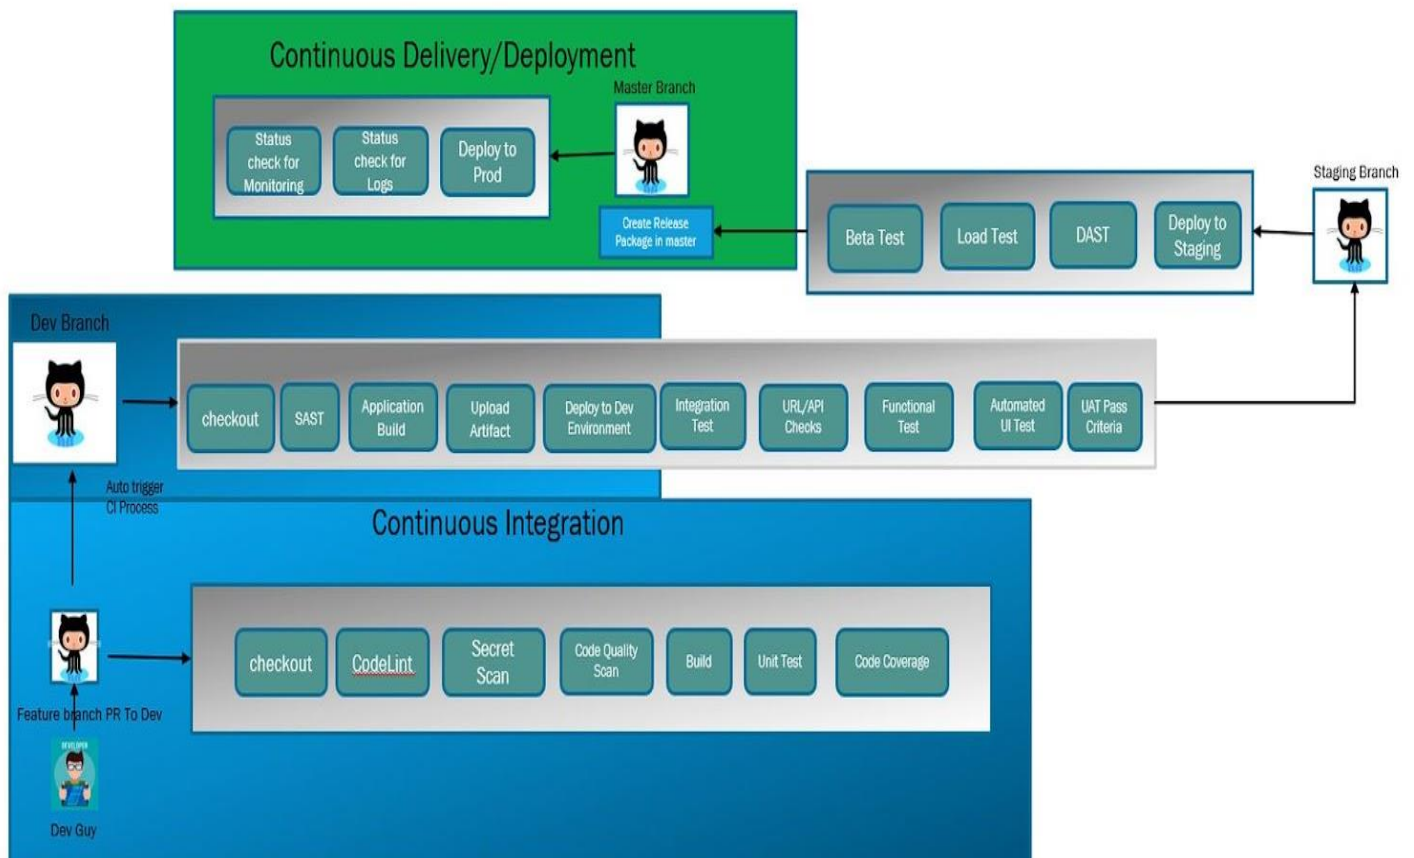 Continuous Delivery/Deployment
Master Branch
Status
check for
Monitoring
Status
check for
Logs
Deploy to
Prod
Create Release
Package in master
Staging Branch
Beta Test
Load Test
DAST
Deploy to
Staging
Dev Branch
checkout
SAST
Application
Build
Upload
Artifact
Deploy to Dev
Environment
Integration
Test
URL/API
Checks
Functional
Test
Automated
UI Test
UAT Pass
Criteria
Auto trigger
CI Process
Continuous Integration
checkout
CodeLint
Secret
Scan
Code Quality
Scan
Build
Unit Test
Code Coverage
Feature branch PR To Dev
DEVELOPER
Dev Guy